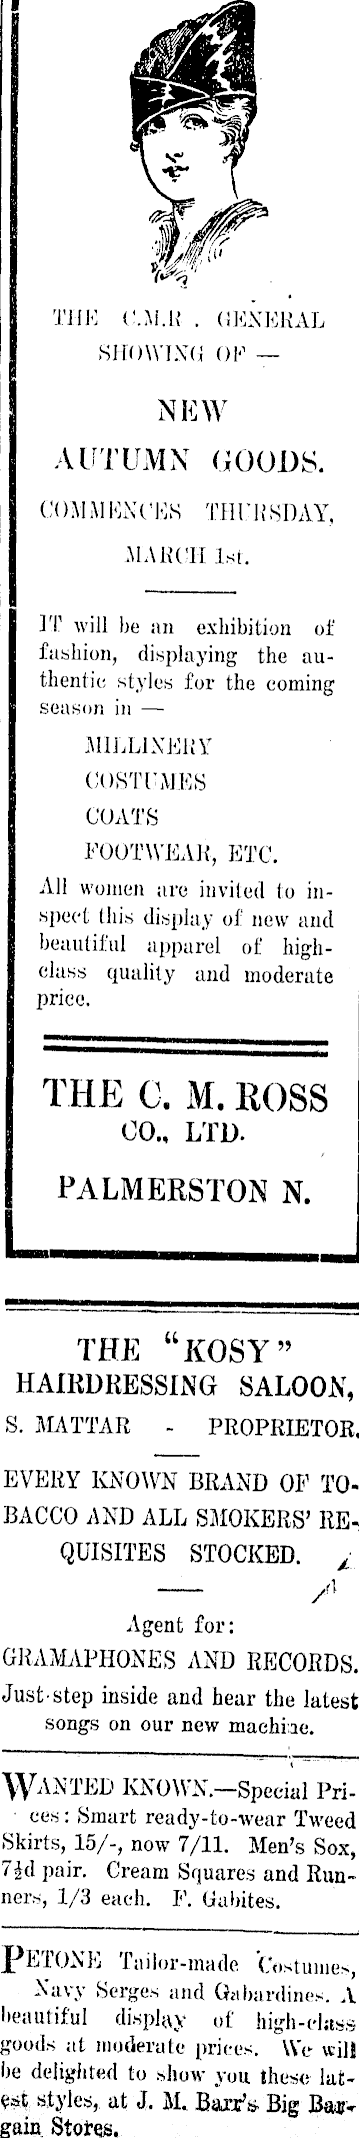 THE C.M.R. GENERAL
SHOWING OF —
NEW
AUTUMN GOODS.
COMMENCES THURSDAY,
MARCH 1st.
IT will be an exhibition of
fashion, displaying the au-
thentic styles for the coming
season in —
MILLINERY
COSTUMES
COATS
FOOTWEAR, ETC.
All women are invited to in-
spect this display of new and
beautiful apparel of high-
class quality and moderate
price.
THE C. M. ROSS
CO., LTD.
PALMERSTON N.
THE "KOSY"
HAIRDRESSING SALOON,
S. MATTAR - PROPRIETOR.
EVERY KNOWN BRAND OF TO-
BACCO AND ALL SMOKERS' RE-
QUISITES STOCKED.
Agent for:
GRAMAPHONES AND RECORDS.
Just step inside and hear the latest
songs on our new machine.
WANTED KNOWN.—Special Pri-
ces: Smart ready-to-wear Tweed
Skirts, 15/-, now 7/11. Men's Sox,
7½d pair. Cream Squares and Run-
ners, 1/3 each. F. Gabites.
PETONE Tailor-made Costumes,
Navy Serges and Gabardines. A
beautiful display of high-class
goods at moderate prices. We will
be delighted to show you these lat-
est styles, at J. M. Barr's Big Bar-
gain Stores.